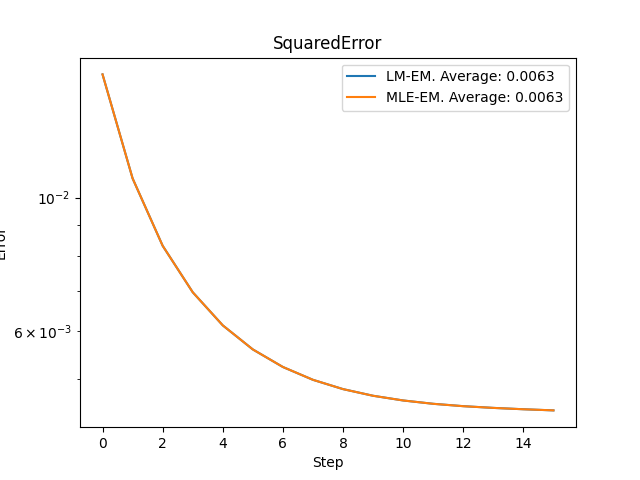 SquaredError
LM-EM. Average: 0.0063
MLE-EM. Average: 0.0063
10⁻²
6 × 10⁻³
Error
0 2 4 6 8 10 12 14
Step